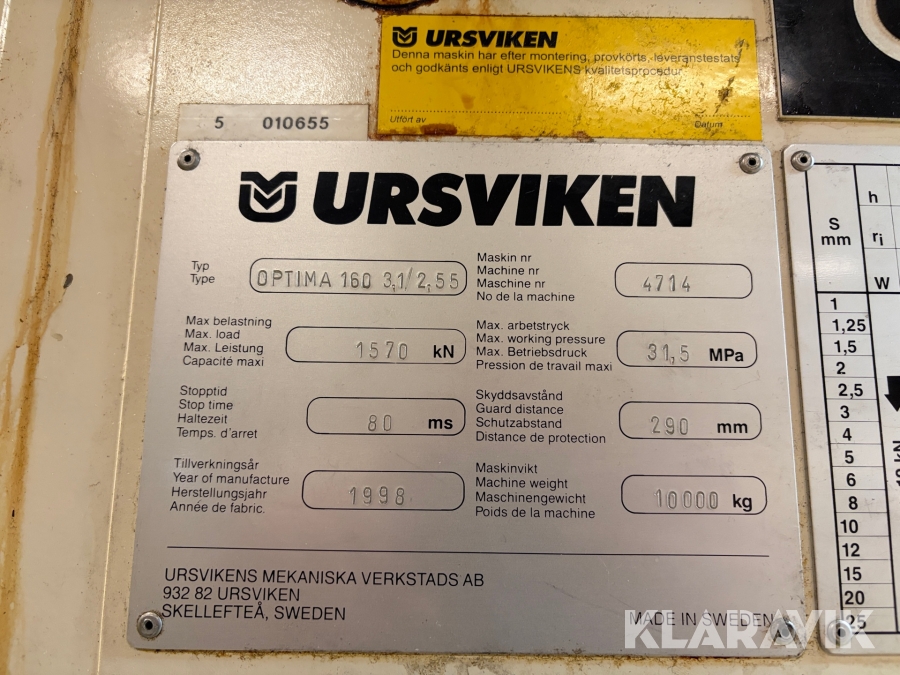 URSVIKEN
Denna maskin har efter montering, provkörts, leveranstestats
och godkänts enligt URSVIKENS kvalitetsprocedur
Utfört av
Datum
5 010655
URSVIKEN
Typ
Type
OPTIMA 160 3,1/2,55
Maskin nr
Machine nr
Maschine nr
No de la machine
4714
Max belastning
Max. load
Max. Leistung
Capacité maxi
1570 kN
Max. arbetstryck
Max. working pressure
Max. Betriebsdruck
Pression de travail maxi
31,5 MPa
Stopptid
Stop time
Haltezeit
Temps. d'arret
80 ms
Skyddsavstånd
Guard distance
Schutzabstand
Distance de protection
290 mm
Tillverkningsår
Year of manufacture
Herstellungsjahr
Année de fabric.
1998
Maskinvikt
Machine weight
Maschinengewicht
Poids de la machine
10000 kg
URSVIKENS MEKANISKA VERKSTADS AB
932 82 URSVIKEN
SKELLEFTEÅ, SWEDEN
MADE IN SWEDEN
S
mm
h
ri
W
1
1,25
1,5
2
2,5
3
4
5
6
8
10
12
15
20
25
KLARAVIK